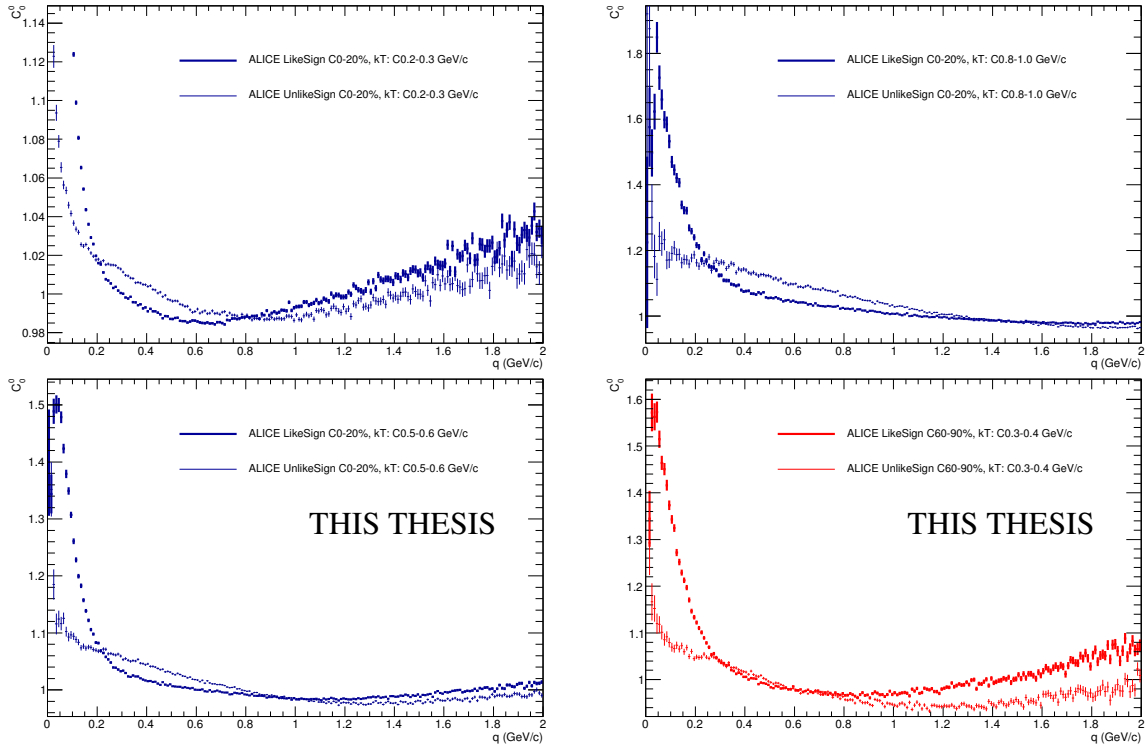 C₀⁰
1.14
1.12
1.1
1.08
1.06
1.04
1.02
1
0.98
ALICE LikeSign C0-20%, kT: C0.2-0.3 GeV/c
ALICE UnlikeSign C0-20%, kT: C0.2-0.3 GeV/c
0 0.2 0.4 0.6 0.8 1 1.2 1.4 1.6 1.8 2
q (GeV/c)
C₀⁰
1.8
1.6
1.4
1.2
1
ALICE LikeSign C0-20%, kT: C0.8-1.0 GeV/c
ALICE UnlikeSign C0-20%, kT: C0.8-1.0 GeV/c
0 0.2 0.4 0.6 0.8 1 1.2 1.4 1.6 1.8 2
q (GeV/c)
C₀⁰
1.5
1.4
1.3
1.2
1.1
1
ALICE LikeSign C0-20%, kT: C0.5-0.6 GeV/c
ALICE UnlikeSign C0-20%, kT: C0.5-0.6 GeV/c
THIS THESIS
0 0.2 0.4 0.6 0.8 1 1.2 1.4 1.6 1.8 2
q (GeV/c)
C₀⁰
1.6
1.5
1.4
1.3
1.2
1.1
1
ALICE LikeSign C60-90%, kT: C0.3-0.4 GeV/c
ALICE UnlikeSign C60-90%, kT: C0.3-0.4 GeV/c
THIS THESIS
0 0.2 0.4 0.6 0.8 1 1.2 1.4 1.6 1.8 2
q (GeV/c)